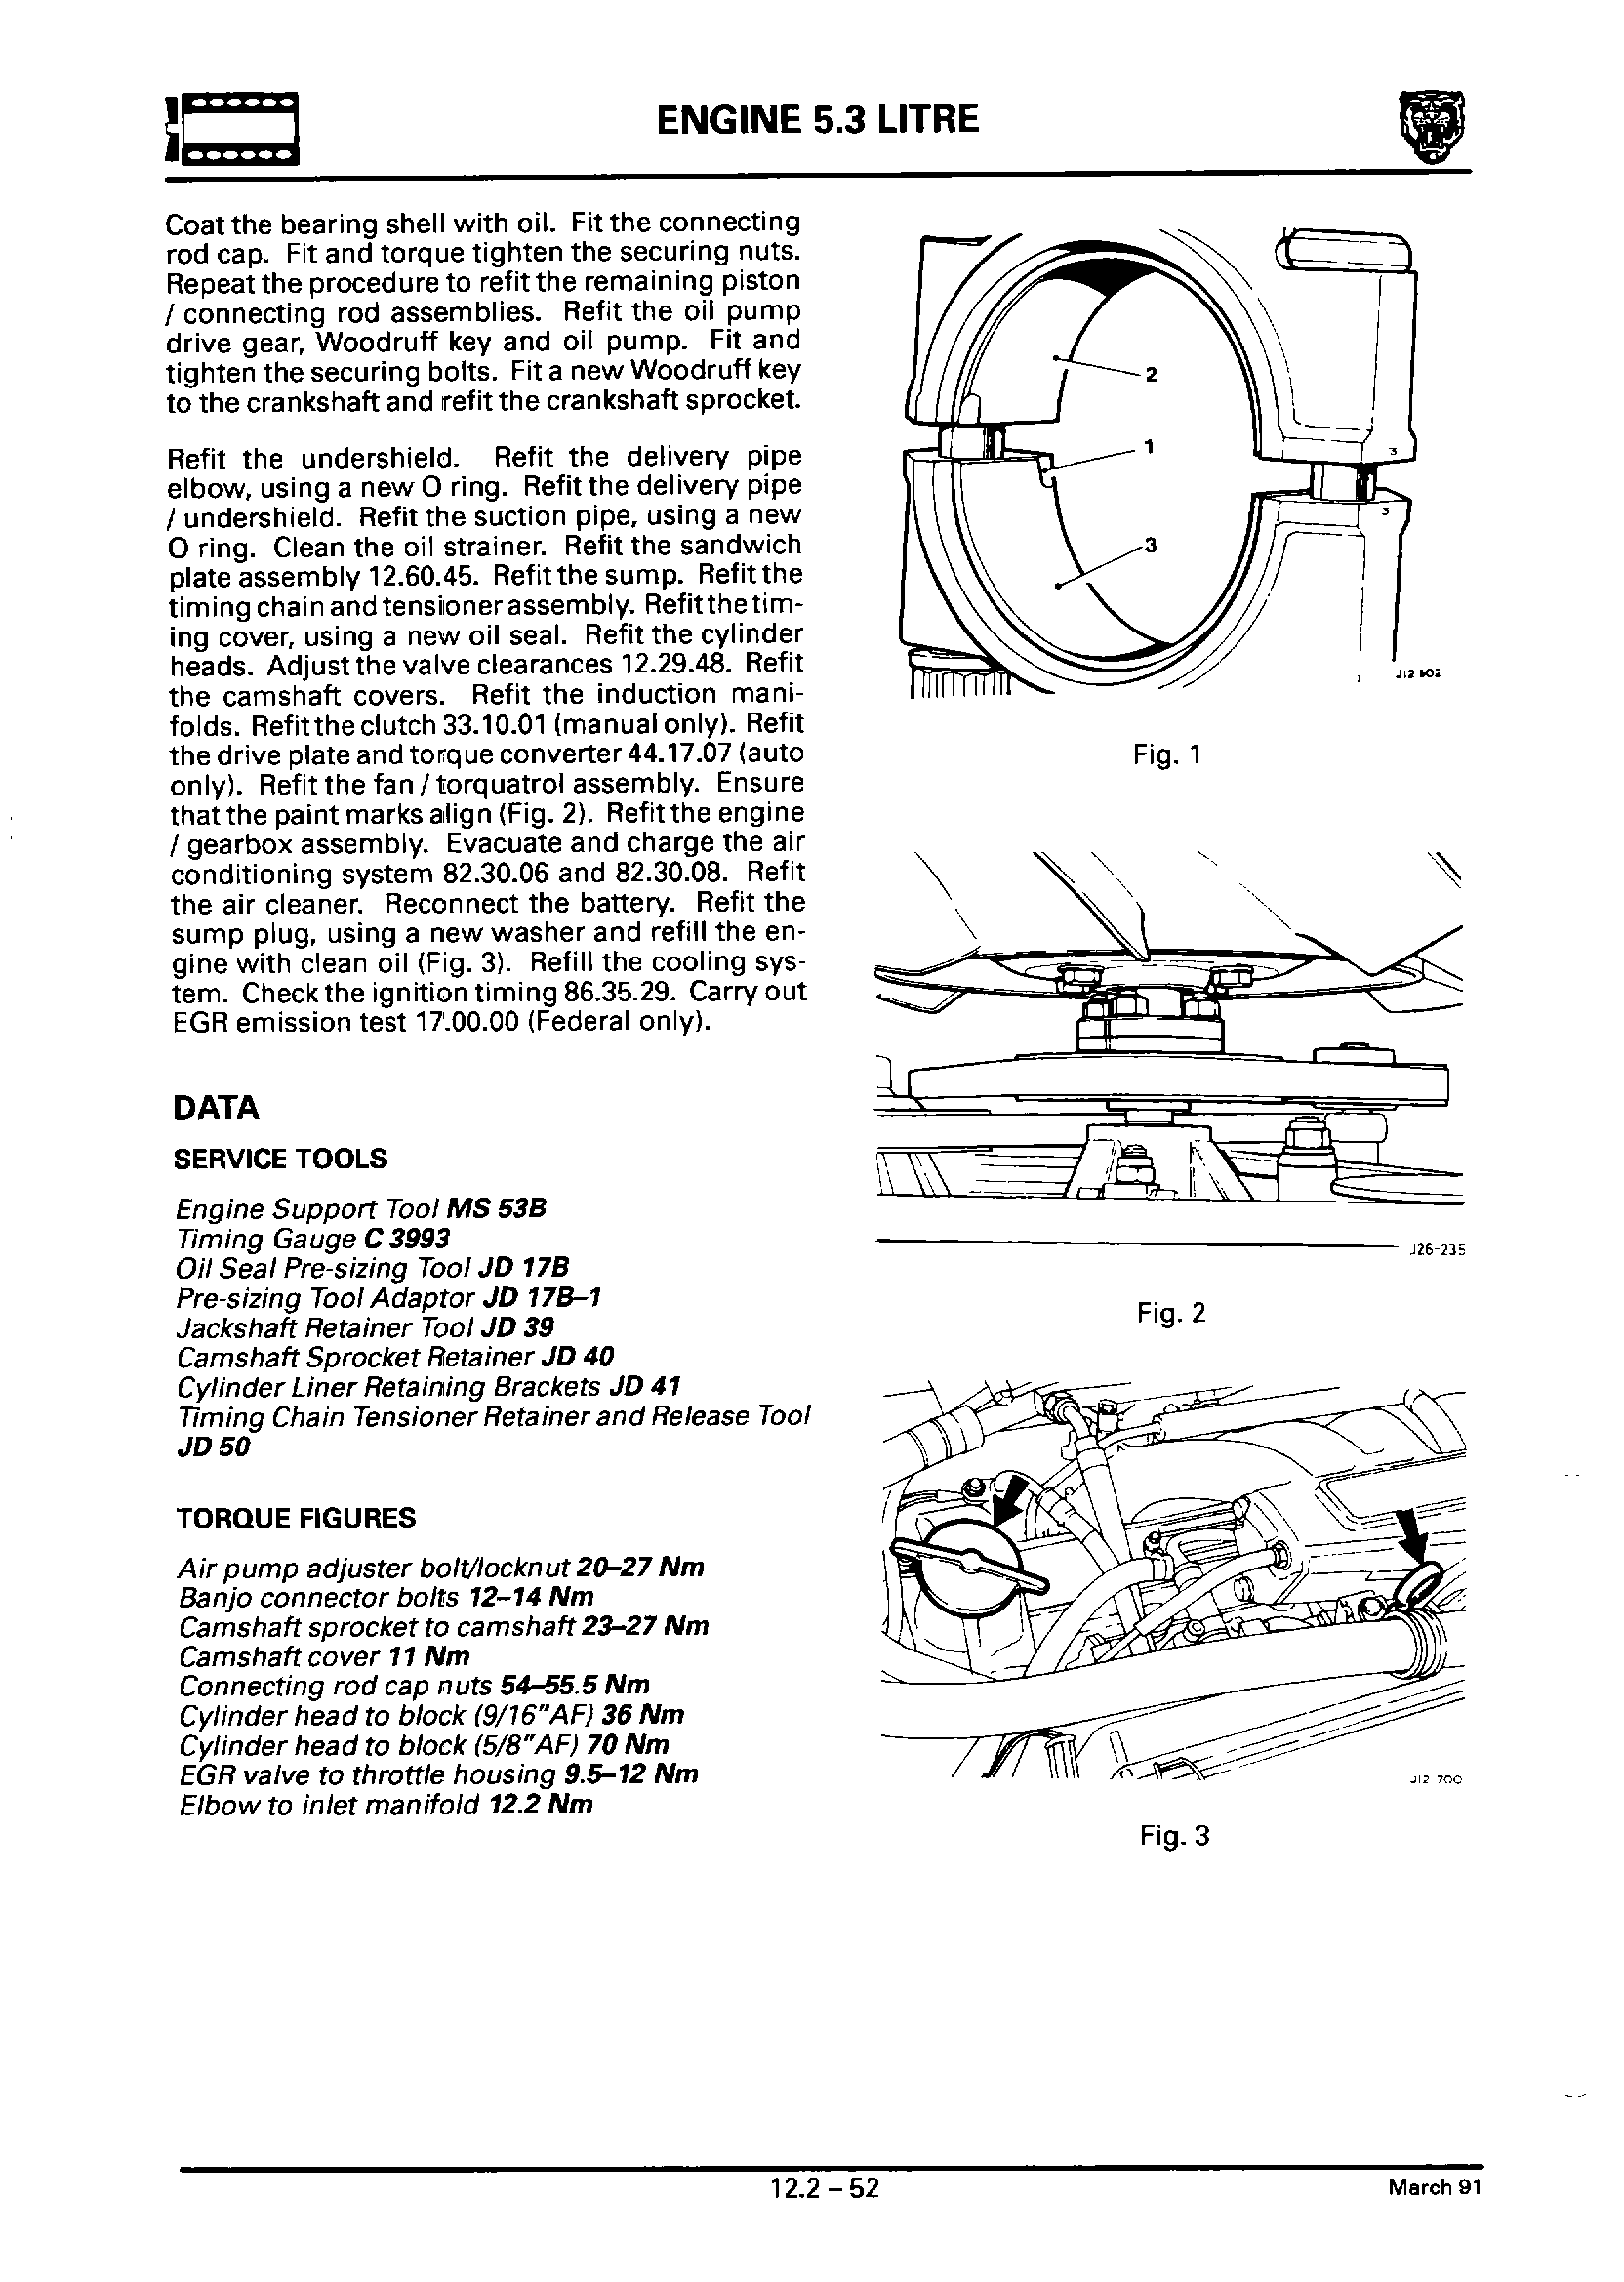 ENGINE 5.3 LITRE
Coat the bearing shell with oil. Fit the connecting
rod cap. Fit and torque tighten the securing nuts.
Repeat the procedure to refit the remaining piston
/ connecting rod assemblies. Refit the oil pump
drive gear, Woodruff key and oil pump. Fit and
tighten the securing bolts. Fit a new Woodruff key
to the crankshaft and refit the crankshaft sprocket.
Refit the undershield. Refit the delivery pipe
elbow, using a new O ring. Refit the delivery pipe
/ undershield. Refit the suction pipe, using a new
O ring. Clean the oil strainer. Refit the sandwich
plate assembly 12.60.45. Refit the sump. Refit the
timing chain and tensioner assembly. Refit the tim-
ing cover, using a new oil seal. Refit the cylinder
heads. Adjust the valve clearances 12.29.48. Refit
the camshaft covers. Refit the induction mani-
folds. Refit the clutch 33.10.01 (manual only). Refit
the drive plate and torque converter 44.17.07 (auto
only). Refit the fan / torquatrol assembly. Ensure
that the paint marks align (Fig. 2). Refit the engine
/ gearbox assembly. Evacuate and charge the air
conditioning system 82.30.06 and 82.30.08. Refit
the air cleaner. Reconnect the battery. Refit the
sump plug, using a new washer and refill the en-
gine with clean oil (Fig. 3). Refill the cooling sys-
tem. Check the ignition timing 86.35.29. Carry out
EGR emission test 17.00.00 (Federal only).
DATA
SERVICE TOOLS
Engine Support Tool MS 53B
Timing Gauge C 3993
Oil Seal Pre-sizing Tool JD 17B
Pre-sizing Tool Adaptor JD 17B–1
Jackshaft Retainer Tool JD 39
Camshaft Sprocket Retainer JD 40
Cylinder Liner Retaining Brackets JD 41
Timing Chain Tensioner Retainer and Release Tool
JD 50
TORQUE FIGURES
Air pump adjuster bolt/locknut 20–27 Nm
Banjo connector bolts 12–14 Nm
Camshaft sprocket to camshaft 23–27 Nm
Camshaft cover 11 Nm
Connecting rod cap nuts 54–55.5 Nm
Cylinder head to block (9/16"AF) 36 Nm
Cylinder head to block (5/8"AF) 70 Nm
EGR valve to throttle housing 9.5–12 Nm
Elbow to inlet manifold 12.2 Nm
2
1
3
3
3
J12
Fig. 1
J26-235
Fig. 2
J12 700
Fig. 3
12.2 – 52
March 91